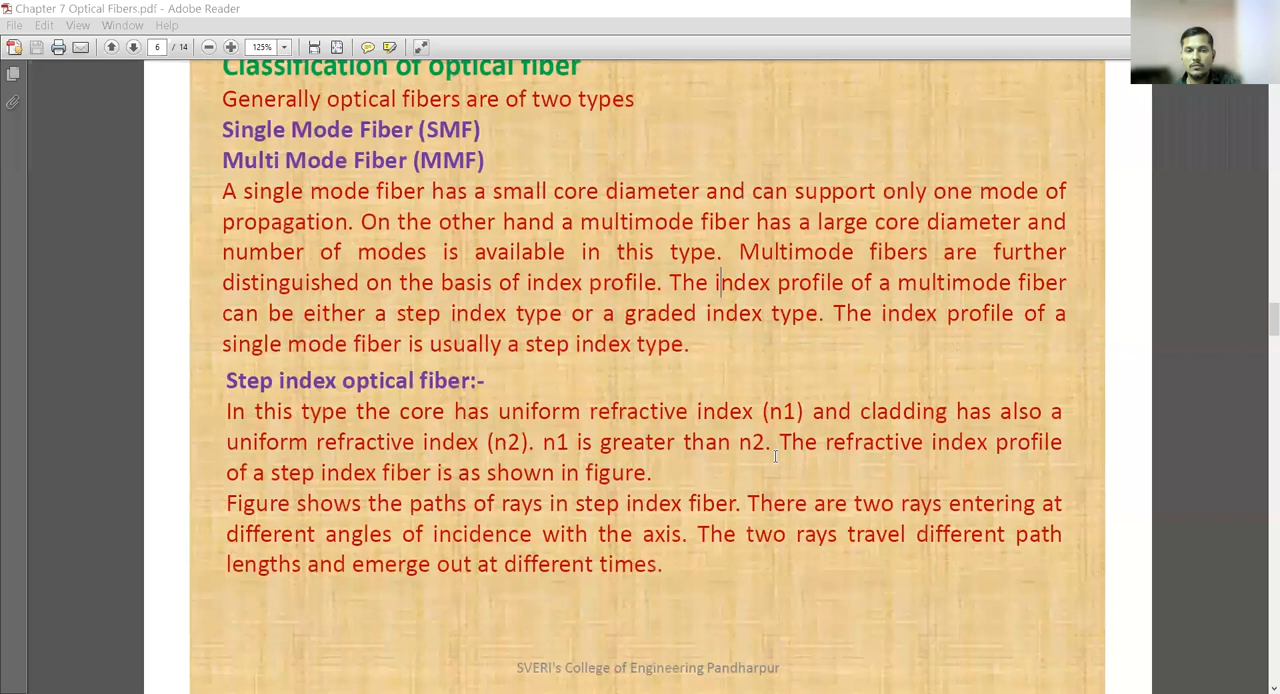 Chapter 7 Optical Fibers.pdf - Adobe Reader
File Edit View Window Help
6 / 14 125%
Classification of optical fiber
Generally optical fibers are of two types
Single Mode Fiber (SMF)
Multi Mode Fiber (MMF)
A single mode fiber has a small core diameter and can support only one mode of
propagation. On the other hand a multimode fiber has a large core diameter and
number of modes is available in this type. Multimode fibers are further
distinguished on the basis of index profile. The index profile of a multimode fiber
can be either a step index type or a graded index type. The index profile of a
single mode fiber is usually a step index type.
Step index optical fiber:-
In this type the core has uniform refractive index (n1) and cladding has also a
uniform refractive index (n2). n1 is greater than n2. The refractive index profile
of a step index fiber is as shown in figure.
Figure shows the paths of rays in step index fiber. There are two rays entering at
different angles of incidence with the axis. The two rays travel different path
lengths and emerge out at different times.
SVERI's College of Engineering Pandharpur